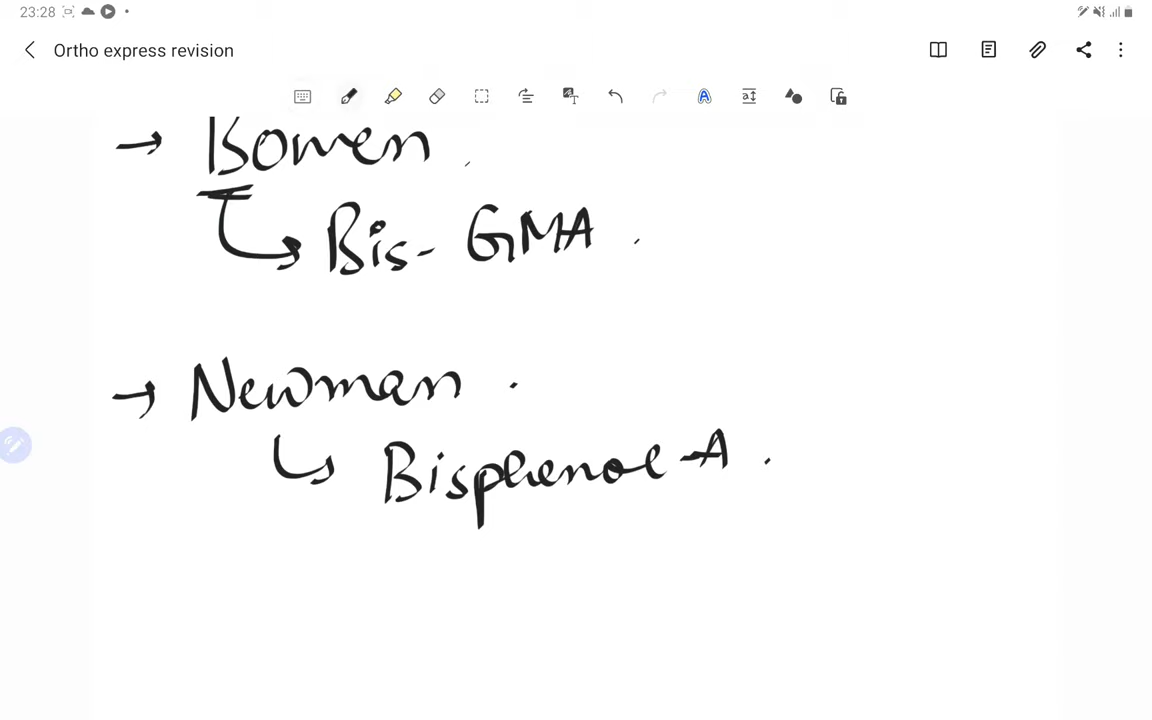 23:28
Ortho express revision
→ Bowen .
↳ Bis- GMA .
→ Newman .
↳ Bisphenol-A .